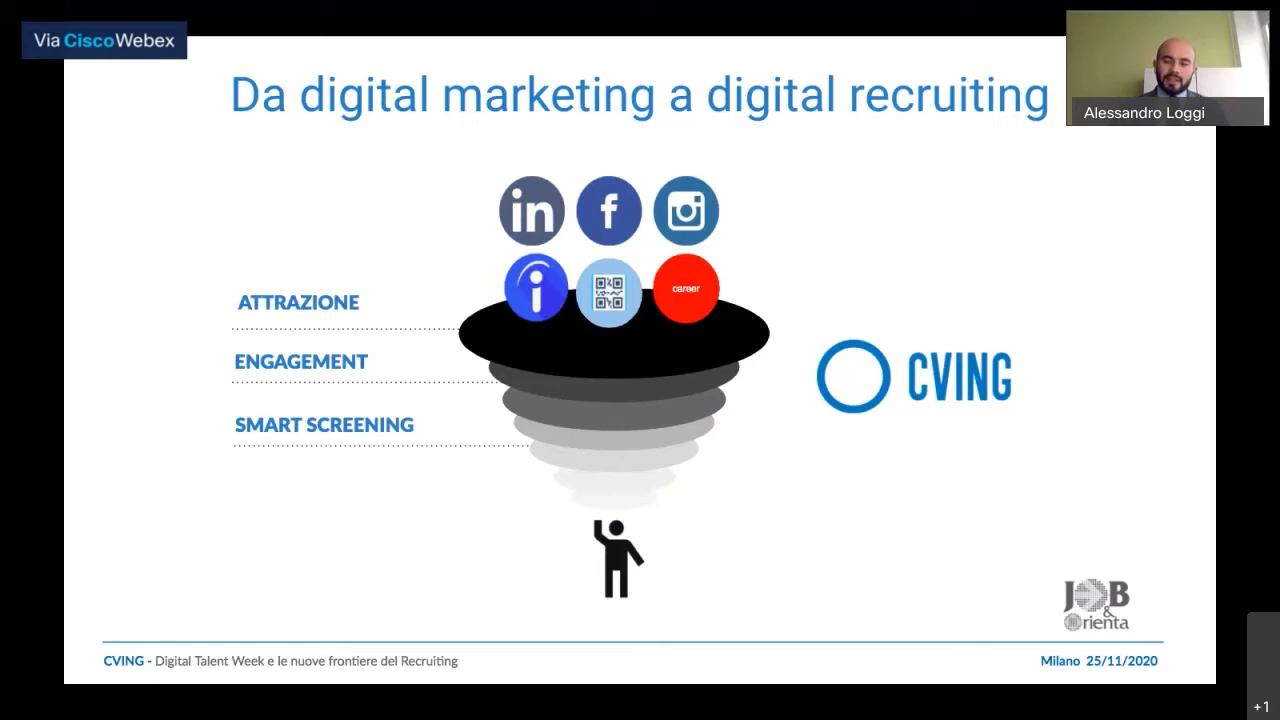 Via CiscoWebex
Da digital marketing a digital recruiting
Alessandro Loggi
in
f
i
career
ATTRAZIONE
ENGAGEMENT
SMART SCREENING
CVING
JOB
&
Orienta
CVING - Digital Talent Week e le nuove frontiere del Recruiting
Milano 25/11/2020
+1